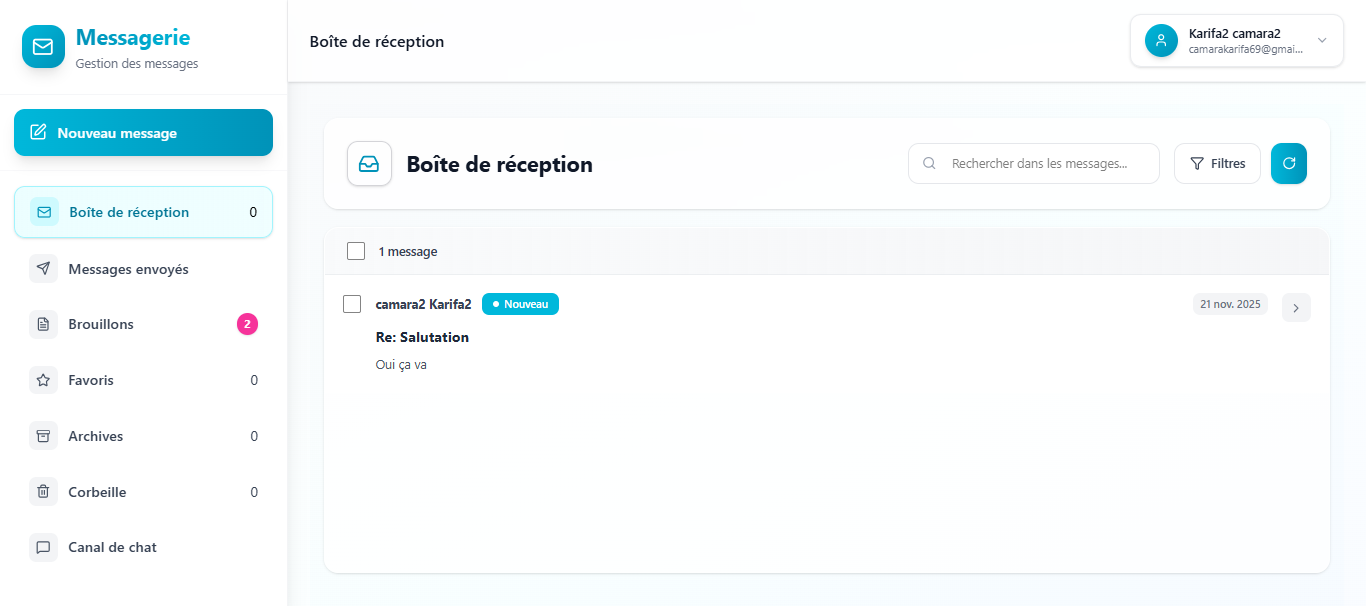 Messagerie
Gestion des messages
Nouveau message
Boîte de réception 0
Messages envoyés
Brouillons 2
Favoris 0
Archives 0
Corbeille 0
Canal de chat
Boîte de réception
Karifa2 camara2
camarakarifa69@gmai...
Boîte de réception
Rechercher dans les messages...
Filtres
1 message
camara2 Karifa2 Nouveau 21 nov. 2025
Re: Salutation
Oui ça va